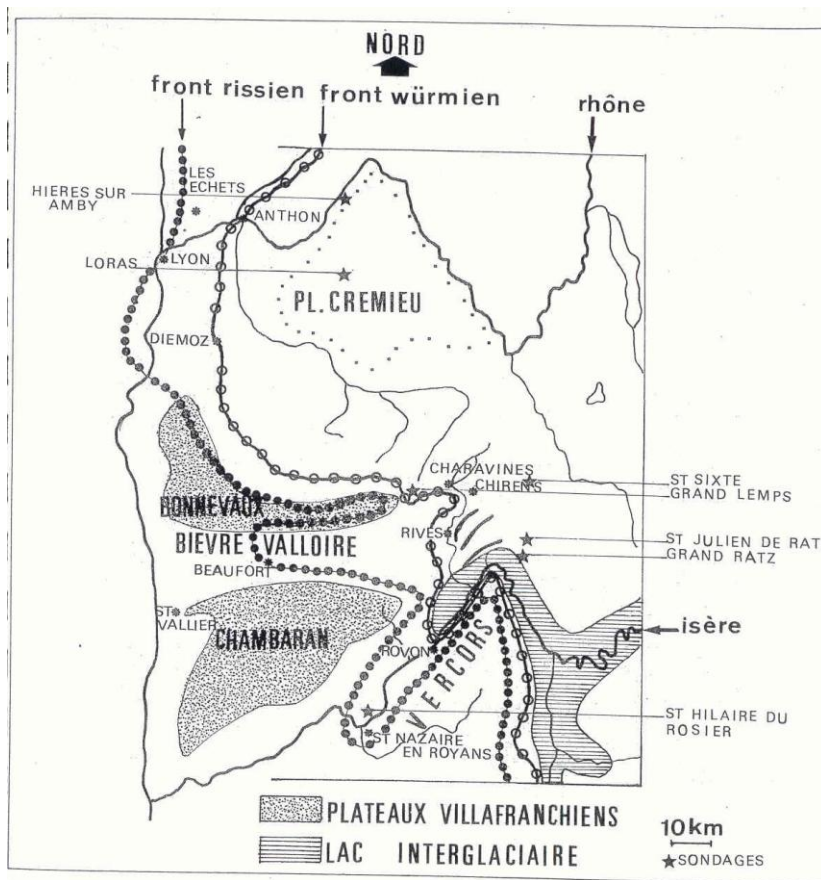 NORD
front rissien front würmien
rhône
LES
ECHETS
HIERES SUR
AMBY
ANTHON
LORAS
LYON
PL. CREMIEU
DIEMOZ
CHARAVINES
CHIRENS
ST SIXTE
GRAND LEMPS
BONNEVAUX
RIVES
BIEVRE VALLOIRE
ST JULIEN DE RAT
GRAND RATZ
BEAUFORT
ST
VALLIER
CHAMBARAN
isère
ROVON
VERCORS
ST HILAIRE DU
ROSIER
ST NAZAIRE
EN ROYANS
PLATEAUX VILLAFRANCHIENS
10km
LAC INTERGLACIAIRE
SONDAGES